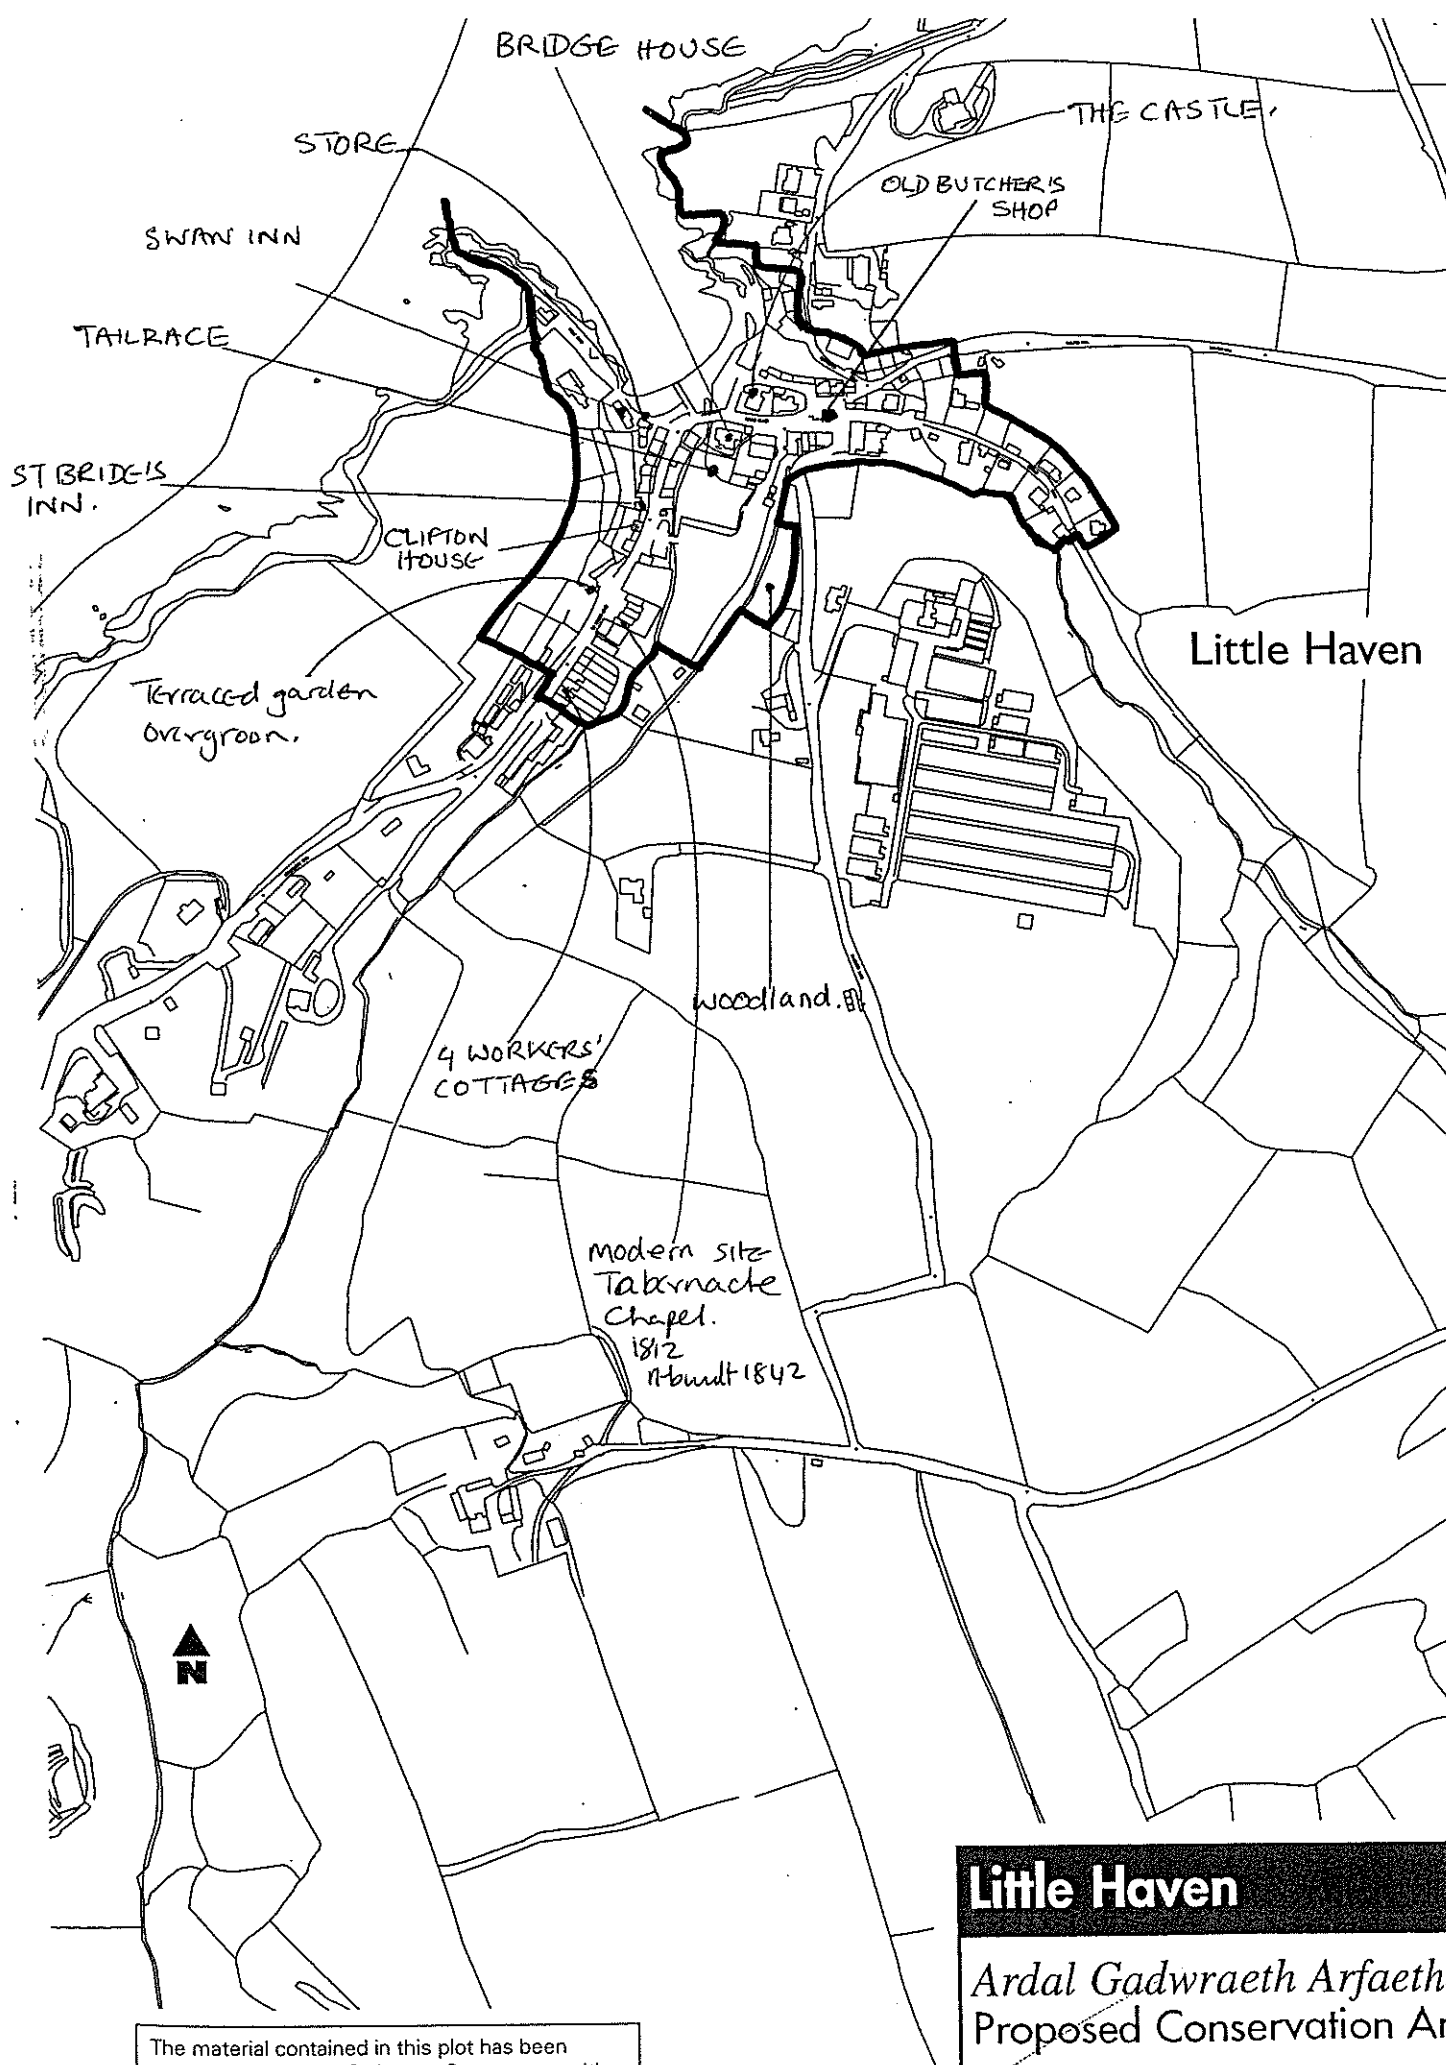 BRIDGE HOUSE
THE CASTLE.
STORE
OLD BUTCHER'S
SHOP
SWAN INN
TAILRACE
ST BRIDE'S
INN.
CLIFTON
HOUSE
Little Haven
Terraced garden
overgroon.
woodland.
4 WORKERS'
COTTAGES
modern site
Tabernacle
Chapel.
1812
rebuilt 1842
N
Little Haven
Ardal Gadwraeth Arfaeth
Proposed Conservation Ar
The material contained in this plot has been